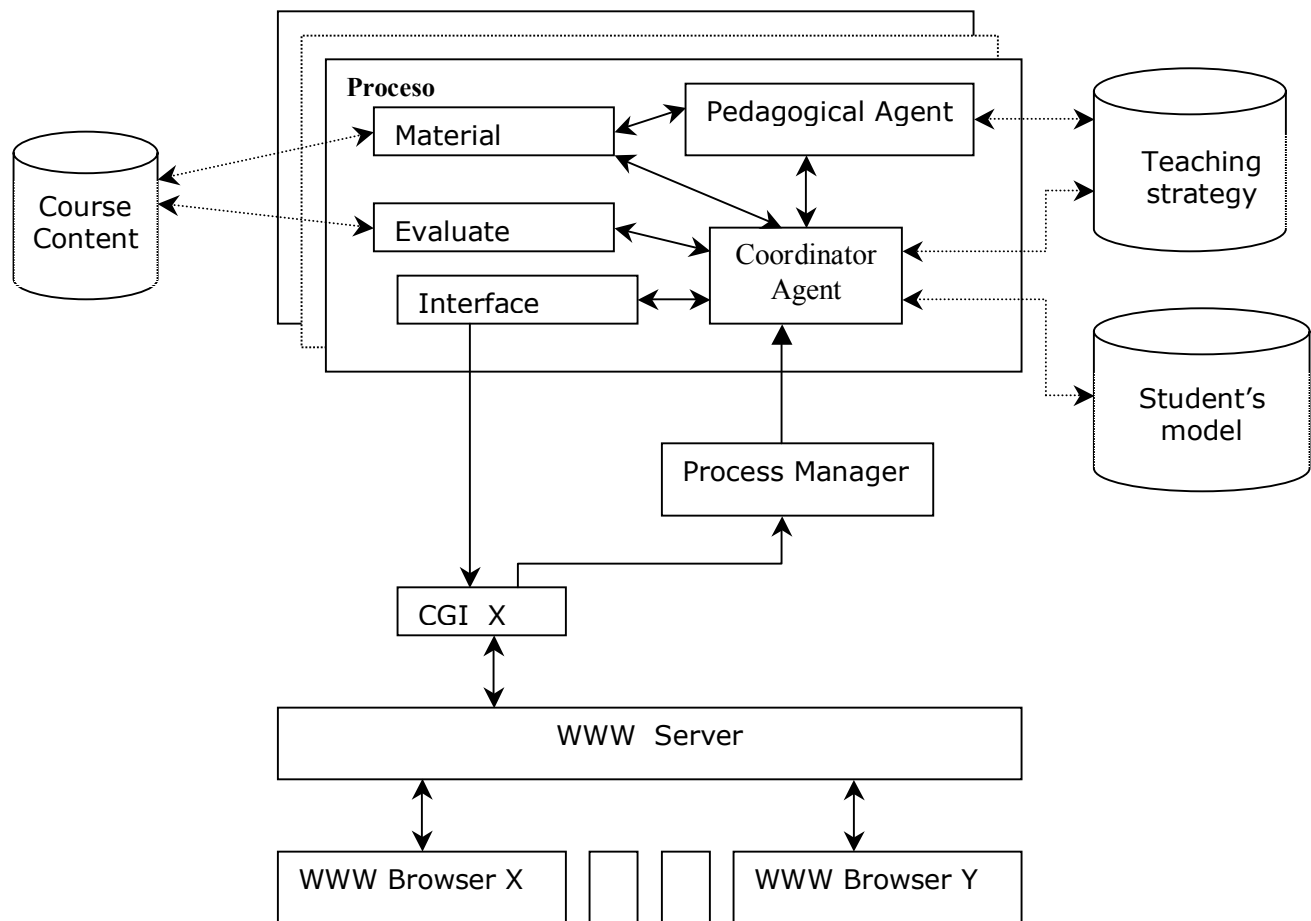 Proceso
Material
Pedagogical Agent
Teaching
strategy
Course
Content
Evaluate
Coordinator
Agent
Interface
Student’s
model
Process Manager
CGI X
WWW Server
WWW Browser X
WWW Browser Y